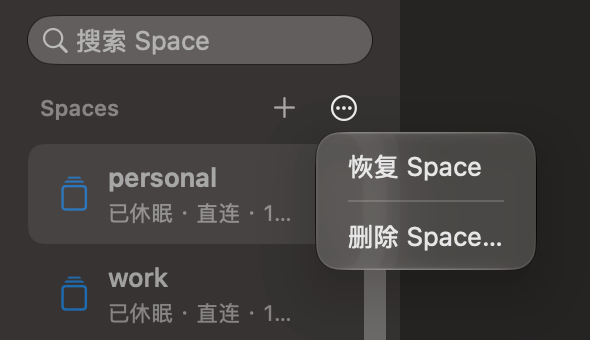 搜索 Space
Spaces
恢复 Space
personal
已休眠 · 直连 · 1...
删除 Space...
work
已休眠 · 直连 · 1...